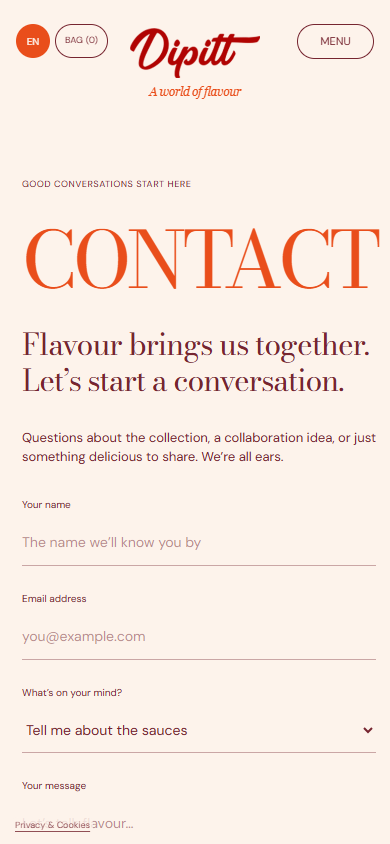 EN
BAG (0)
Dipitt
MENU
A world of flavour
GOOD CONVERSATIONS START HERE
CONTACT
Flavour brings us together.
Let's start a conversation.
Questions about the collection, a collaboration idea, or just
something delicious to share. We're all ears.
Your name
The name we'll know you by
Email address
you@example.com
What's on your mind?
Tell me about the sauces
Your message
Privacy & Cookies
avour...